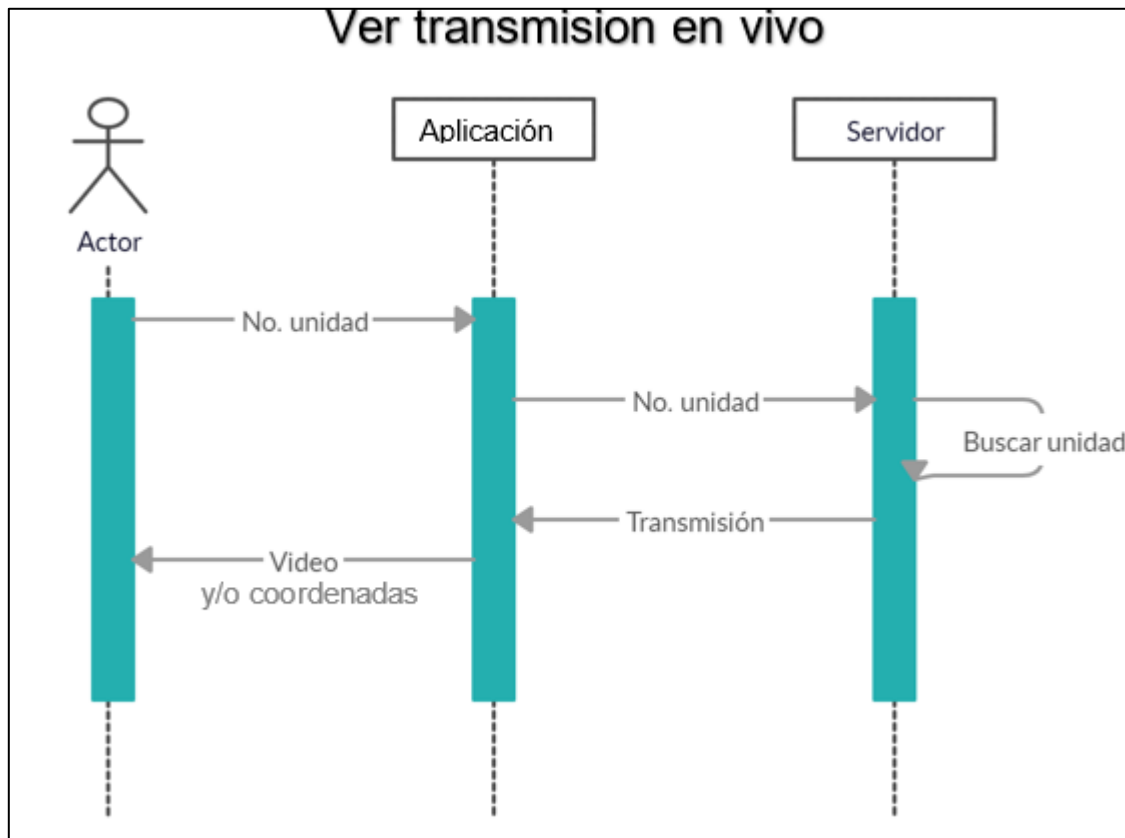 Ver transmision en vivo
Aplicación
Servidor
Actor
No. unidad
No. unidad
Buscar unidad
Transmisión
Video
y/o coordenadas